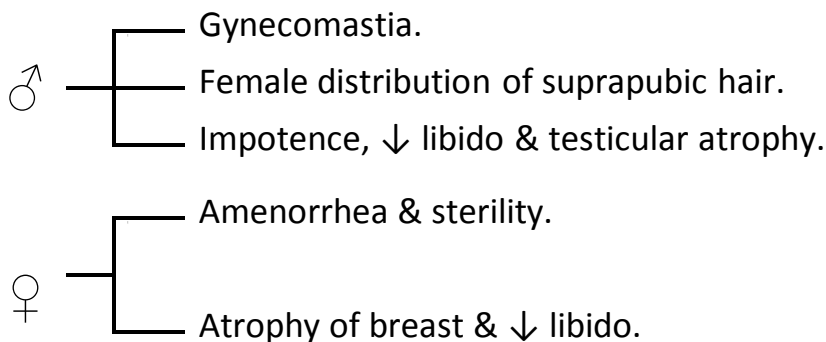 Gynecomastia.
♂
Female distribution of suprapubic hair.
Impotence, ↓ libido & testicular atrophy.
Amenorrhea & sterility.
♀
Atrophy of breast & ↓ libido.